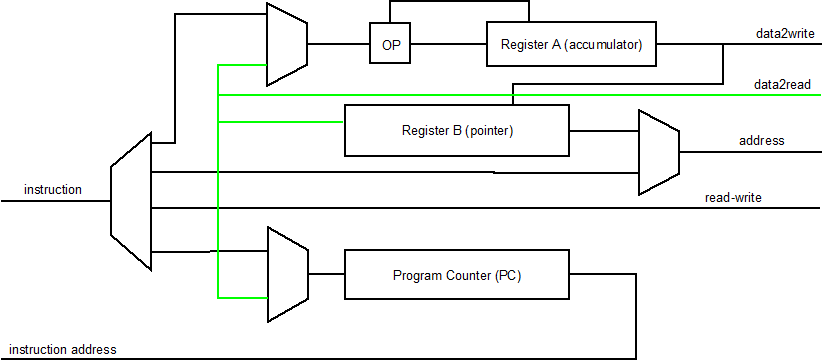 data2write
OP
Register A (accumulator)
data2read
Register B (pointer)
address
instruction
read-write
Program Counter (PC)
instruction address